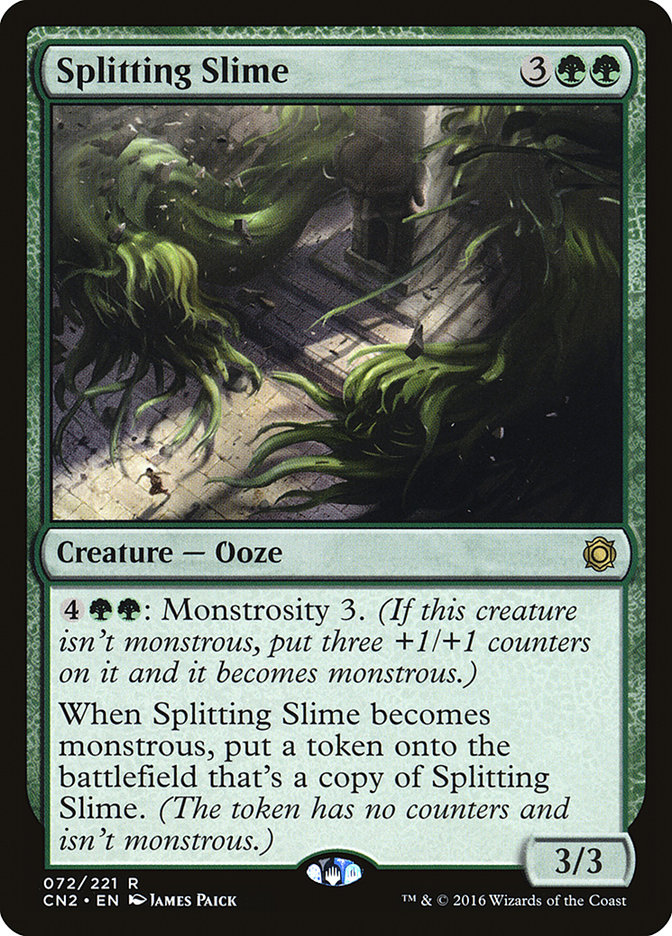 Splitting Slime 3
Creature — Ooze
4 : Monstrosity 3. (If this creature
isn't monstrous, put three +1/+1 counters
on it and it becomes monstrous.)
When Splitting Slime becomes
monstrous, put a token onto the
battlefield that's a copy of Splitting
Slime. (The token has no counters and
isn't monstrous.)
3/3
072/221 R
CN2 • EN James Paick
™ & © 2016 Wizards of the Coast